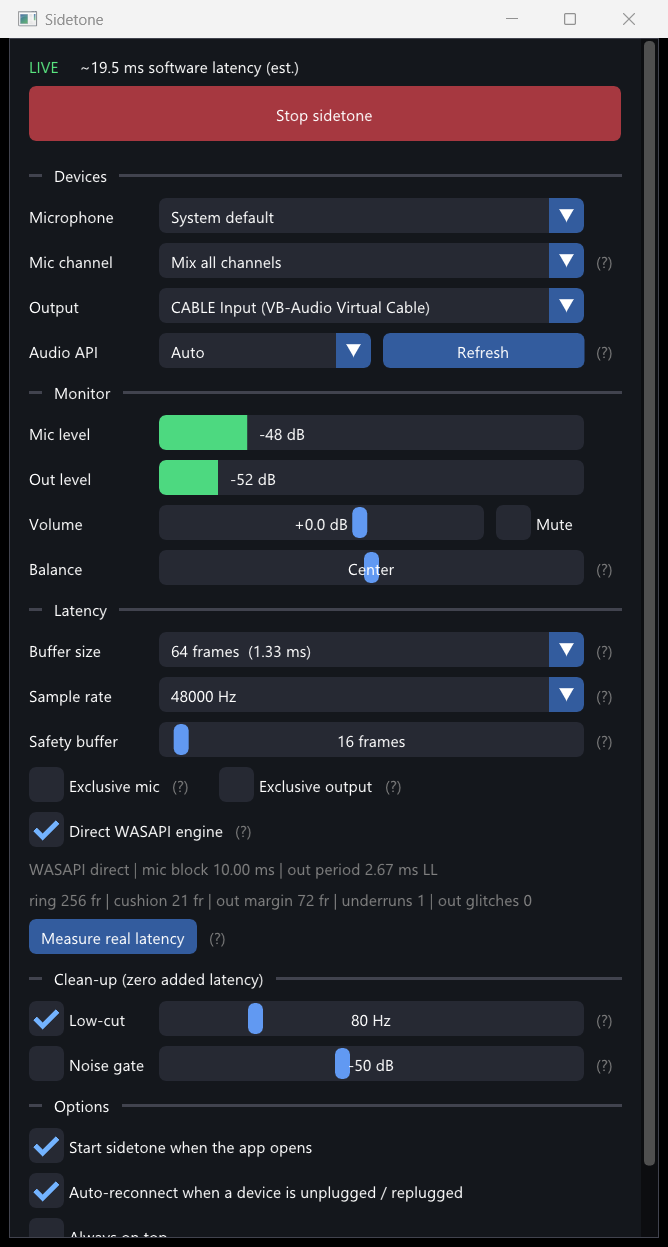 Sidetone
LIVE ~19.5 ms software latency (est.)
Stop sidetone
Devices
Microphone System default
Mic channel Mix all channels (?)
Output CABLE Input (VB-Audio Virtual Cable)
Audio API Auto Refresh (?)
Monitor
Mic level -48 dB
Out level -52 dB
Volume +0.0 dB Mute
Balance Center (?)
Latency
Buffer size 64 frames (1.33 ms) (?)
Sample rate 48000 Hz (?)
Safety buffer 16 frames (?)
Exclusive mic (?) Exclusive output (?)
Direct WASAPI engine (?)
WASAPI direct | mic block 10.00 ms | out period 2.67 ms LL
ring 256 fr | cushion 21 fr | out margin 72 fr | underruns 1 | out glitches 0
Measure real latency (?)
Clean-up (zero added latency)
Low-cut 80 Hz (?)
Noise gate -50 dB (?)
Options
Start sidetone when the app opens
Auto-reconnect when a device is unplugged / replugged
Always on top